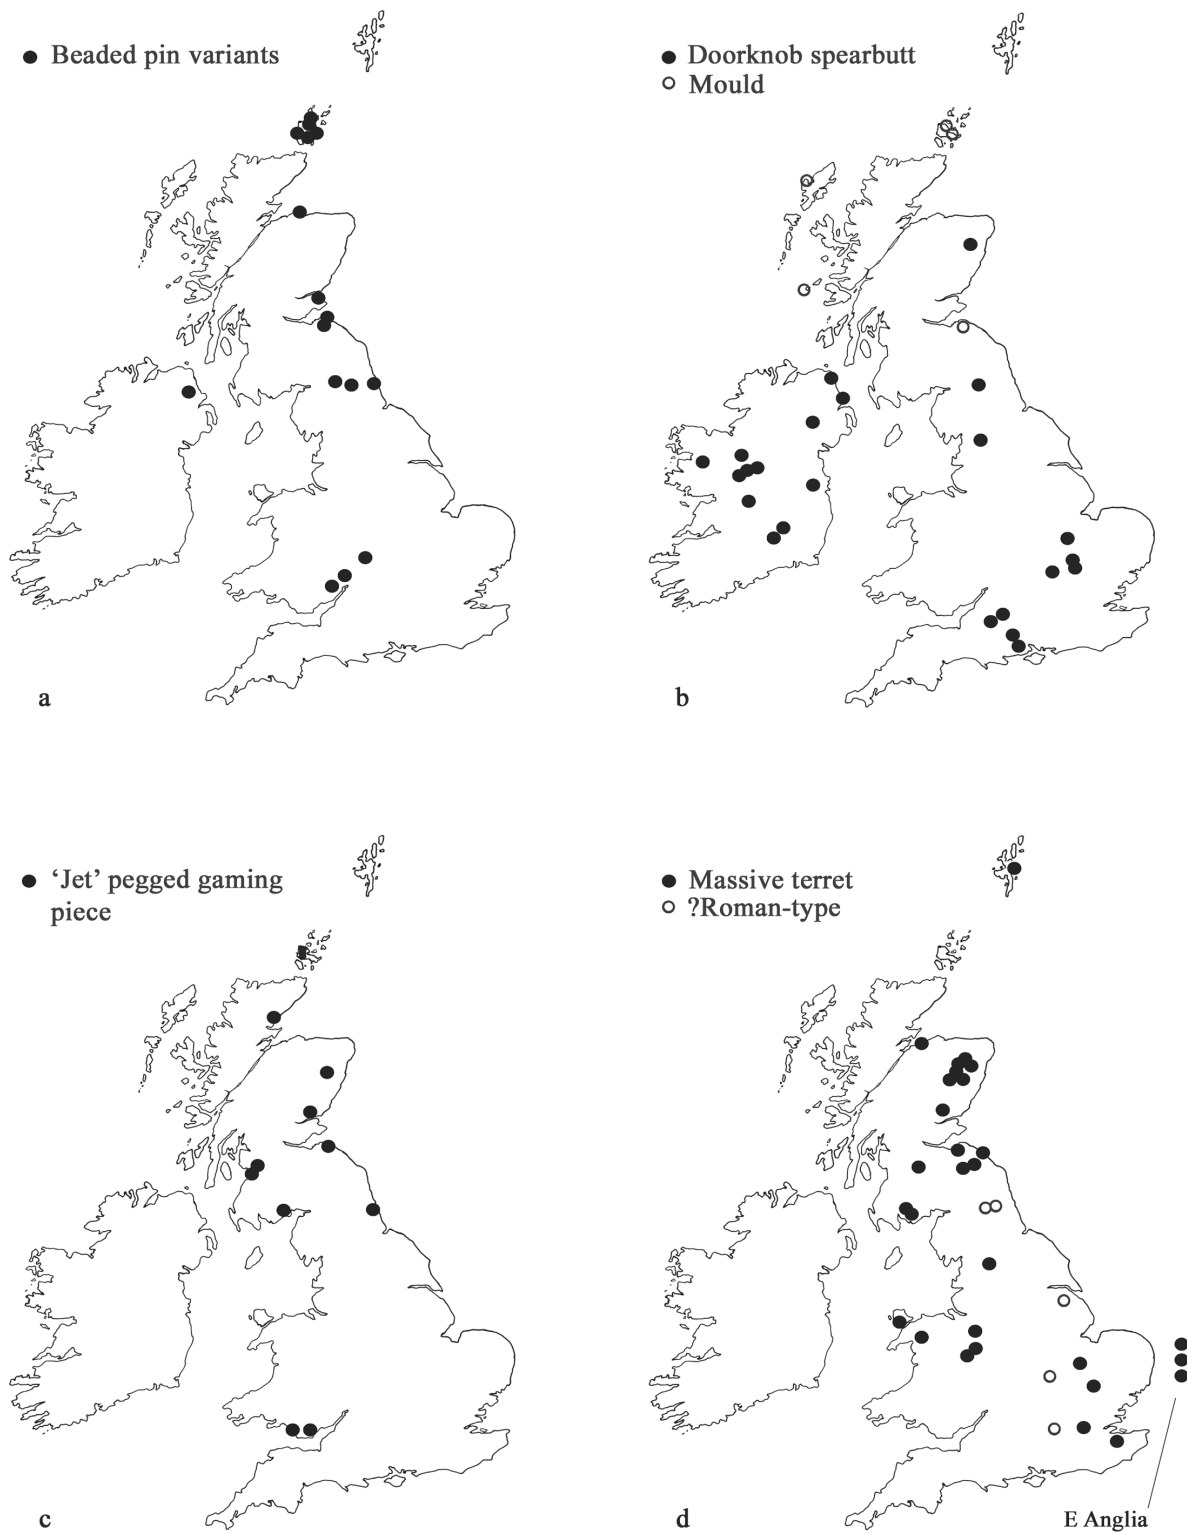 Beaded pin variants
a
Doorknob spearbutt
Mould
b
‘Jet’ pegged gaming
piece
c
Massive terret
?Roman-type
d
E Anglia